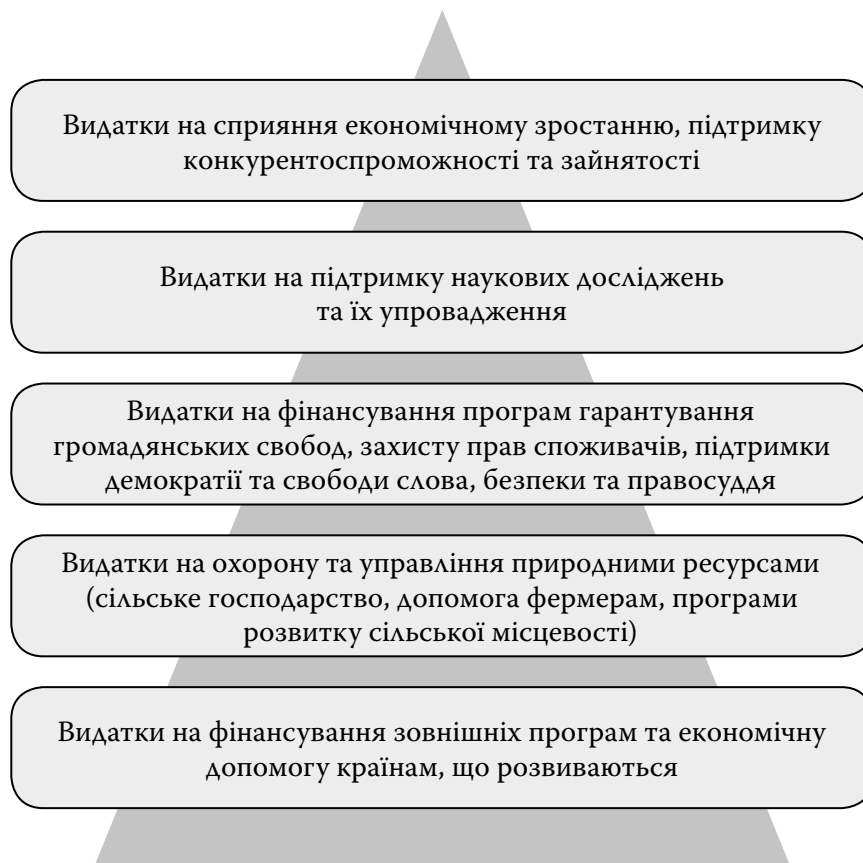 Видатки на сприяння економічному зростанню, підтримку
конкурентоспроможності та зайнятості
Видатки на підтримку наукових досліджень
та їх упровадження
Видатки на фінансування програм гарантування
громадянських свобод, захисту прав споживачів, підтримки
демократії та свободи слова, безпеки та правосуддя
Видатки на охорону та управління природними ресурсами
(сільське господарство, допомога фермерам, програми
розвитку сільської місцевості)
Видатки на фінансування зовнішніх програм та економічну
допомогу країнам, що розвиваються